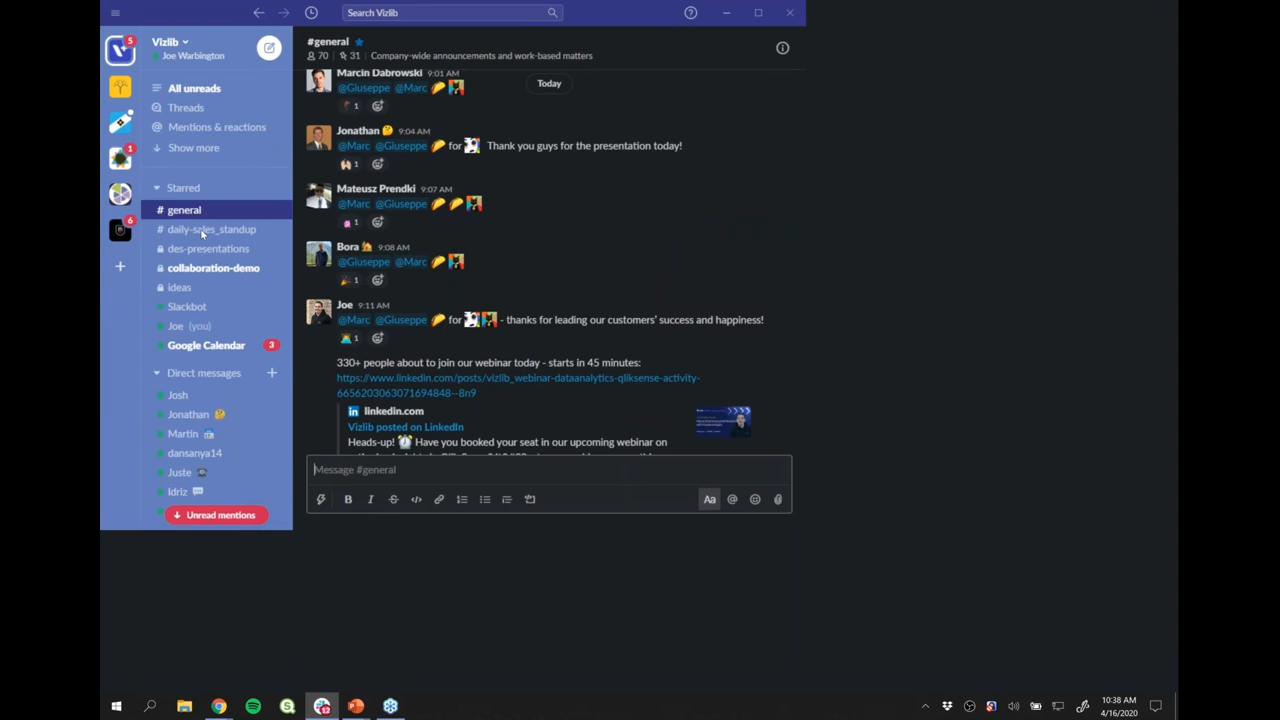 Search Vizlib
5
Vizlib
Joe Warbington
All unreads
Threads
Mentions & reactions
Show more
1
6
Starred
# general
# daily-sales_standup
des-presentations
collaboration-demo
ideas
Slackbot
Joe (you)
Google Calendar 3
Direct messages
Josh
Jonathan
Martin
dansanya14
Juste
Idriz
Unread mentions
#general
70 31 Company-wide announcements and work-based matters
Today
Marcin Dabrowski 9:01 AM
@Giuseppe @Marc
1
Jonathan 9:04 AM
@Marc @Giuseppe for Thank you guys for the presentation today!
1
Mateusz Prendki 9:07 AM
@Marc @Giuseppe
1
Bora 9:08 AM
@Giuseppe @Marc
1
Joe 9:11 AM
@Marc @Giuseppe for - thanks for leading our customers' success and happiness!
1
330+ people about to join our webinar today - starts in 45 minutes:
https://www.linkedin.com/posts/vizlib_webinar-dataanalytics-qliksense-activity-
6656203063071694848--8n9
linkedin.com
Vizlib posted on LinkedIn
Heads-up! Have you booked your seat in our upcoming webinar on
Message #general
B I S Aa @
12
10:38 AM
4/16/2020